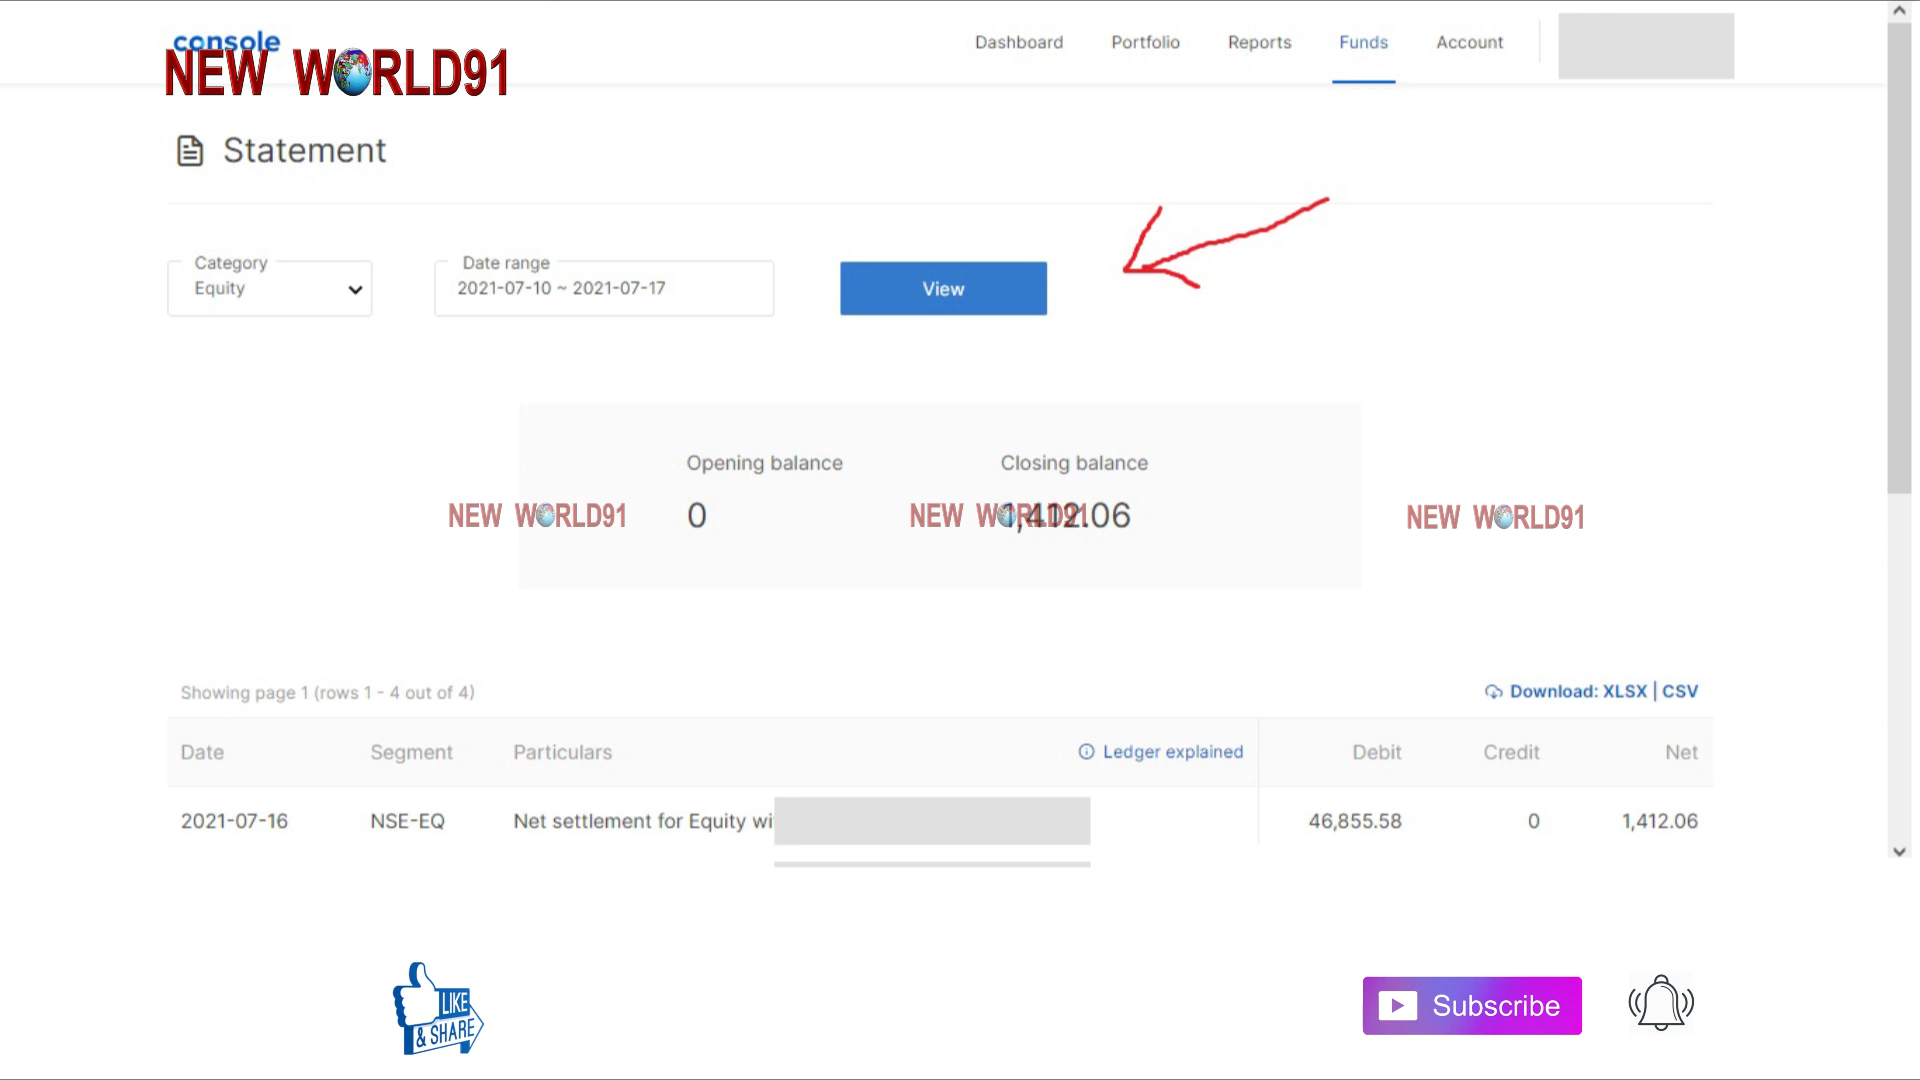 console
NEW WORLD91
Dashboard Portfolio Reports Funds Account
Statement
Category
Equity
Date range
2021-07-10 ~ 2021-07-17
View
Opening balance Closing balance
NEW WORLD91 0 NEW WORLD91 1,412.06 NEW WORLD91
Showing page 1 (rows 1 - 4 out of 4) Download: XLSX | CSV
Date Segment Particulars Ledger explained Debit Credit Net
2021-07-16 NSE-EQ Net settlement for Equity wi 46,855.58 0 1,412.06
LIKE
& SHARE
Subscribe